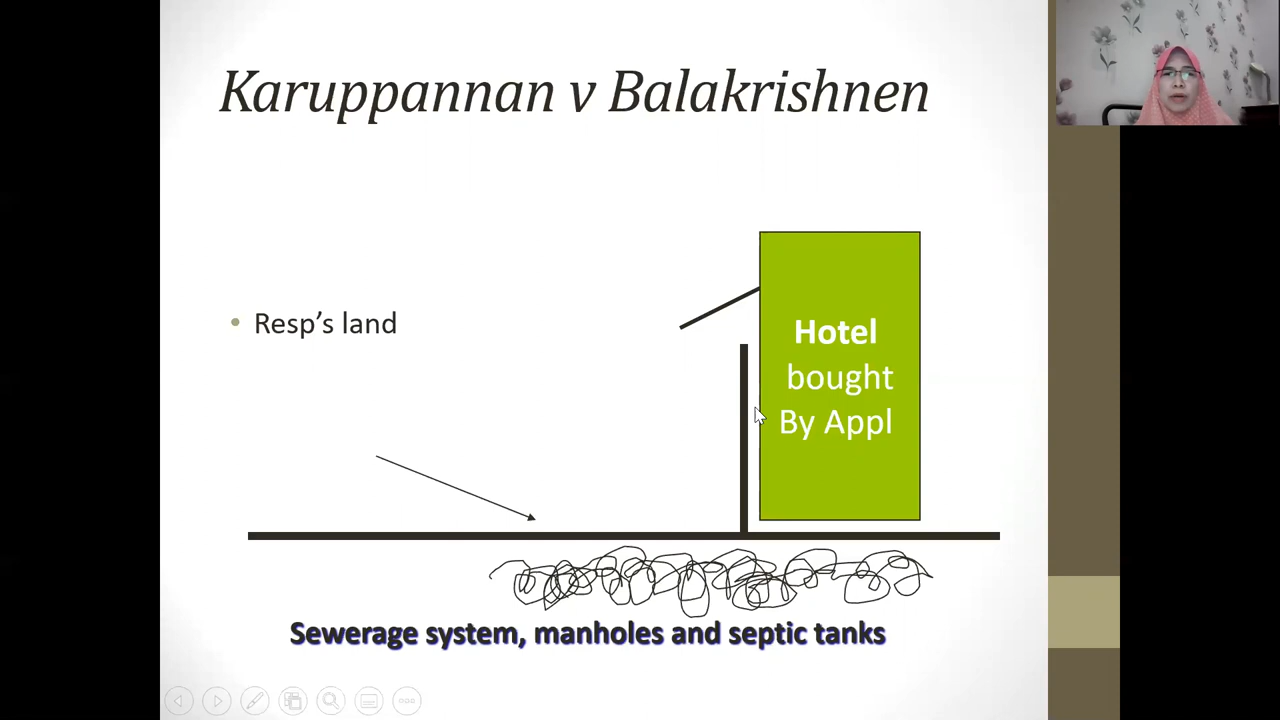 Karuppannan v Balakrishnen
• Resp's land
Hotel
bought
By Appl
Sewerage system, manholes and septic tanks